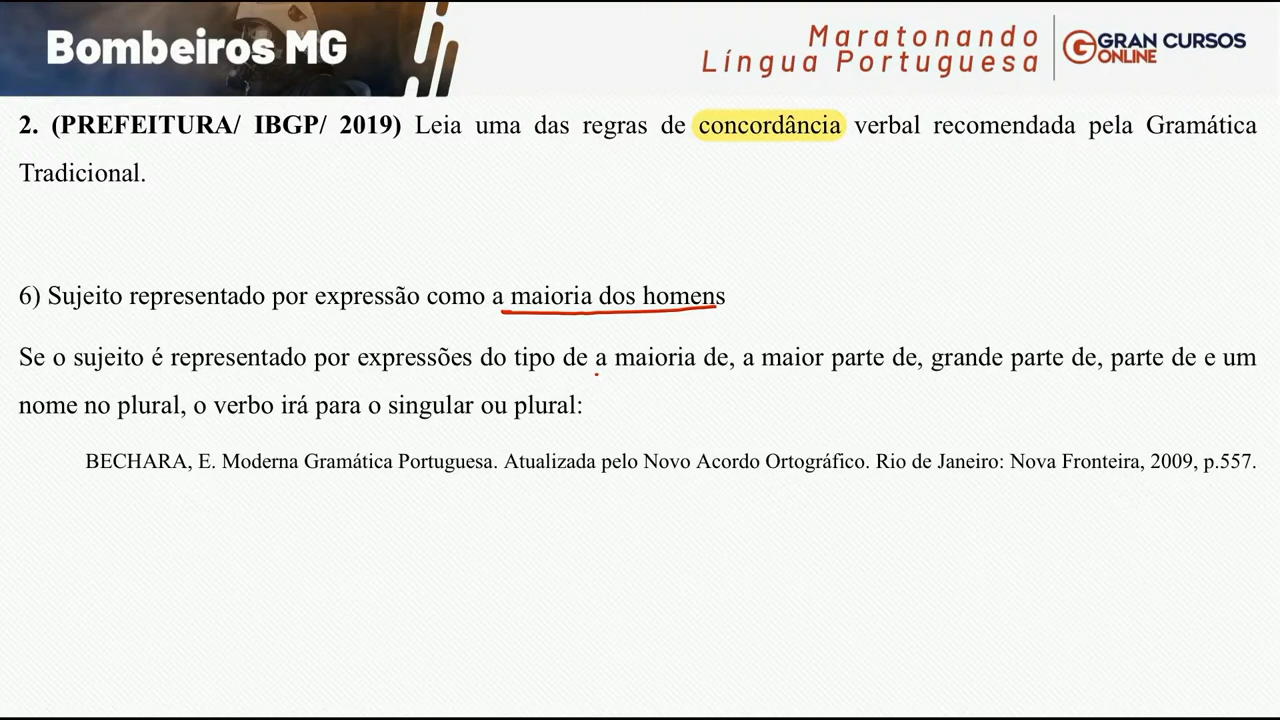 Bombeiros MG
Maratonando
Língua Portuguesa
GRAN CURSOS
ONLINE
2. (PREFEITURA/ IBGP/ 2019) Leia uma das regras de concordância verbal recomendada pela Gramática
Tradicional.
6) Sujeito representado por expressão como a maioria dos homens
Se o sujeito é representado por expressões do tipo de a maioria de, a maior parte de, grande parte de, parte de e um
nome no plural, o verbo irá para o singular ou plural:
BECHARA, E. Moderna Gramática Portuguesa. Atualizada pelo Novo Acordo Ortográfico. Rio de Janeiro: Nova Fronteira, 2009, p.557.